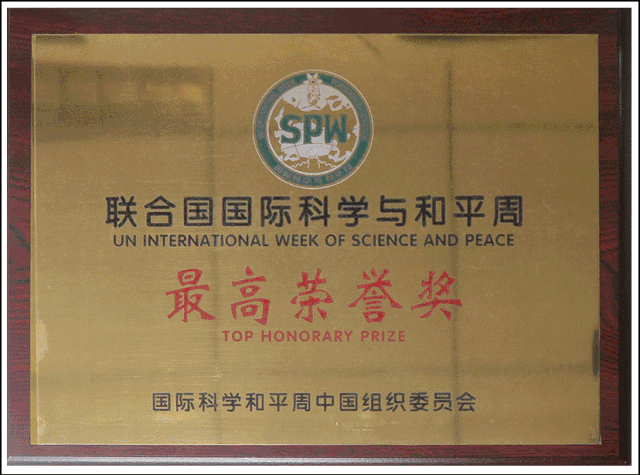 SPW
联合国国际科学与和平周
UN INTERNATIONAL WEEK OF SCIENCE AND PEACE
最高荣誉奖
TOP HONORARY PRIZE
国际科学和平周中国组织委员会